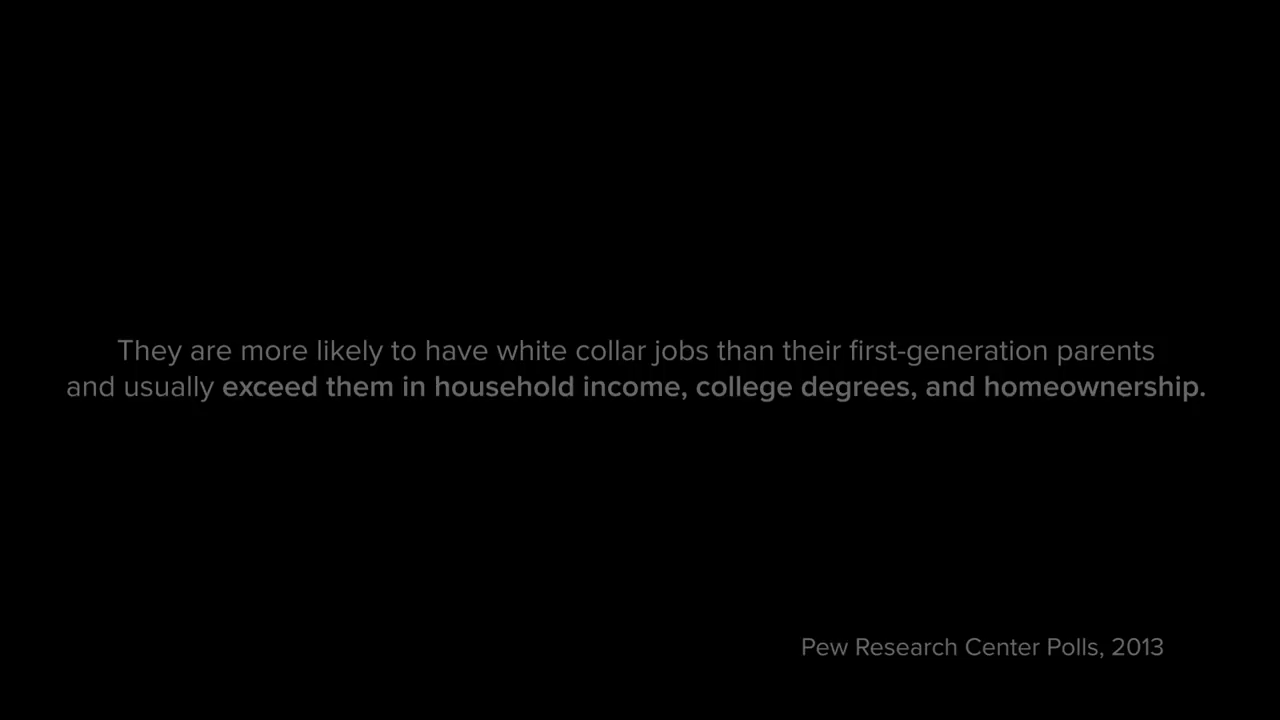 They are more likely to have white collar jobs than their first-generation parents
and usually exceed them in household income, college degrees, and homeownership.
Pew Research Center Polls, 2013